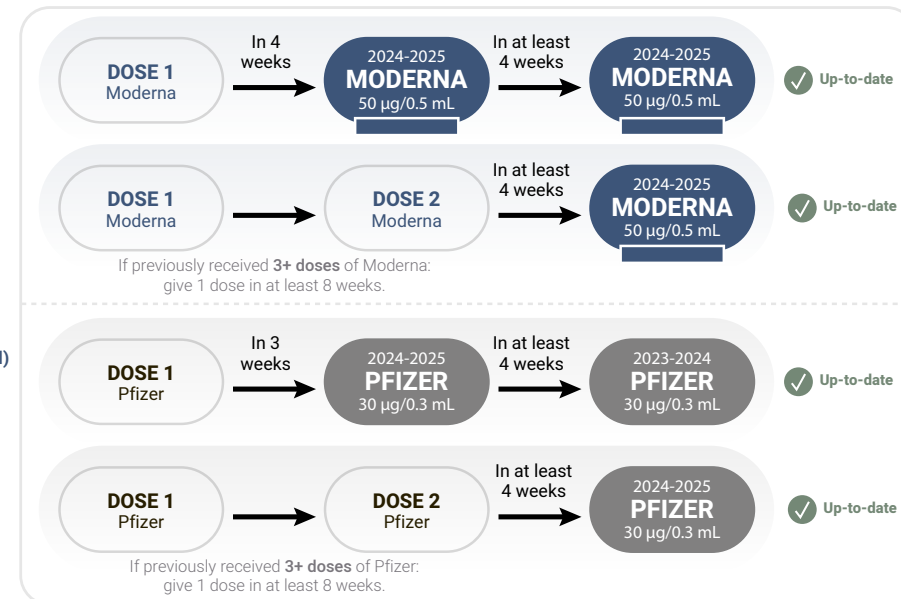 In 4
weeks
In at least
4 weeks
DOSE 1
Moderna
2024-2025
MODERNA
50 µg/0.5 mL
2024-2025
MODERNA
50 µg/0.5 mL
Up-to-date
In at least
4 weeks
DOSE 1
Moderna
DOSE 2
Moderna
2024-2025
MODERNA
50 µg/0.5 mL
Up-to-date
If previously received 3+ doses of Moderna:
give 1 dose in at least 8 weeks.
In 3
weeks
In at least
4 weeks
DOSE 1
Pfizer
2024-2025
PFIZER
30 µg/0.3 mL
2023-2024
PFIZER
30 µg/0.3 mL
Up-to-date
In at least
4 weeks
DOSE 1
Pfizer
DOSE 2
Pfizer
2024-2025
PFIZER
30 µg/0.3 mL
Up-to-date
If previously received 3+ doses of Pfizer:
give 1 dose in at least 8 weeks.